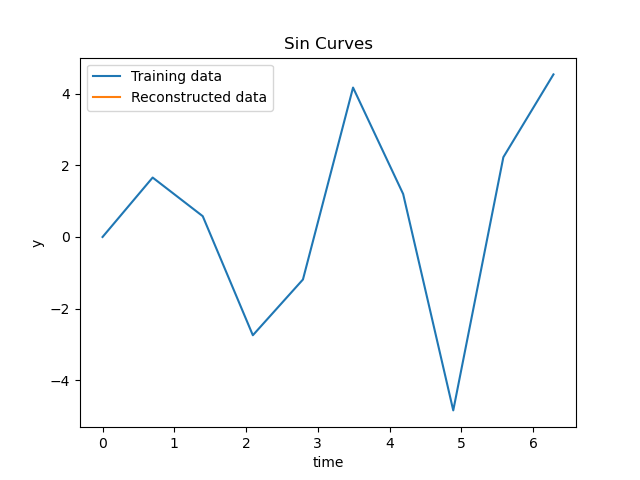 Sin Curves
Training data
Reconstructed data
4
2
0
−2
−4
y
0 1 2 3 4 5 6
time